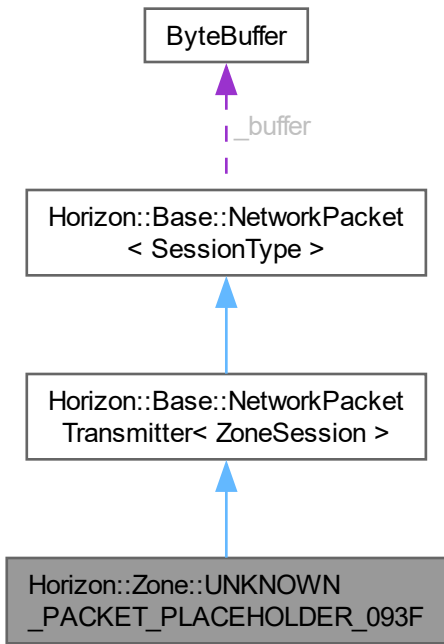 ByteBuffer
_buffer
Horizon::Base::NetworkPacket
< SessionType >
Horizon::Base::NetworkPacket
Transmitter< ZoneSession >
Horizon::Zone::UNKNOWN
_PACKET_PLACEHOLDER_093F